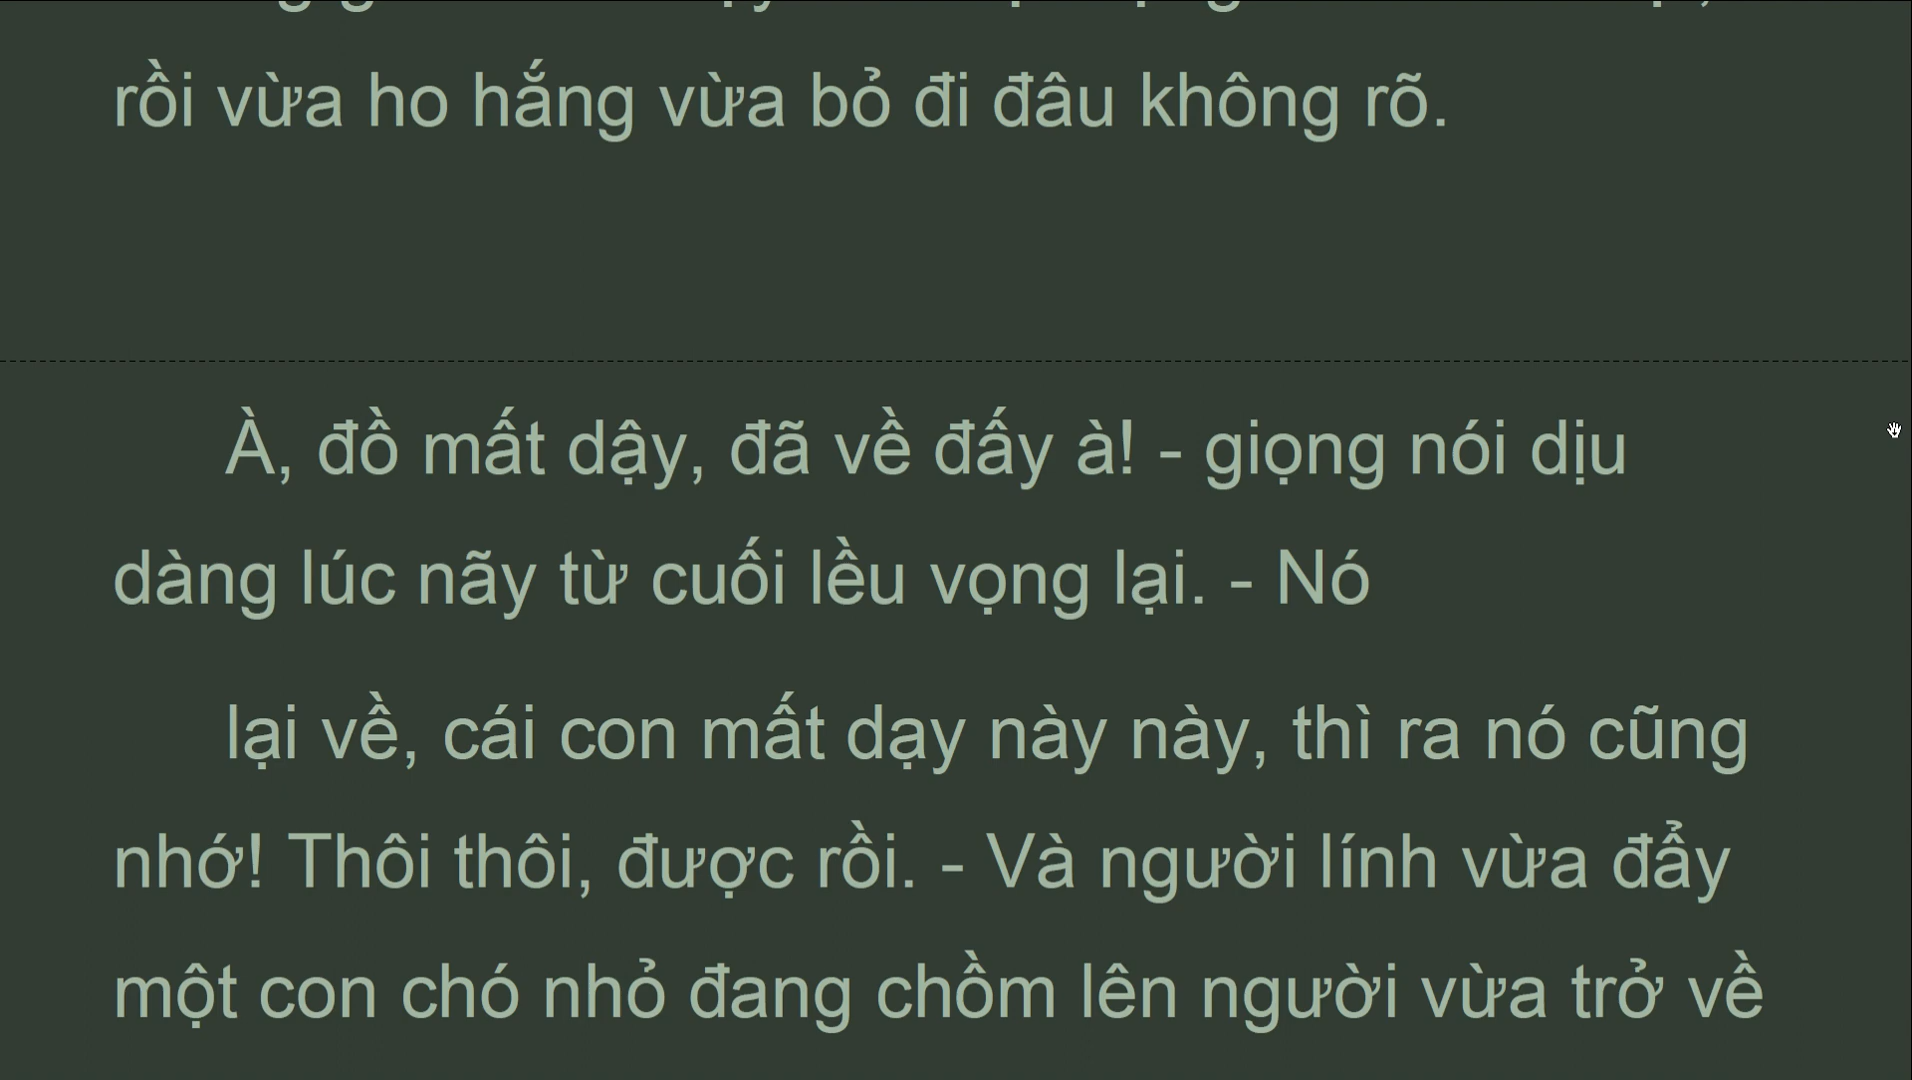 rồi vừa ho hắng vừa bỏ đi đâu không rõ.
À, đồ mất dậy, đã về đấy à! - giọng nói dịu
dàng lúc nãy từ cuối lều vọng lại. - Nó
lại về, cái con mất dạy này này, thì ra nó cũng
nhớ! Thôi thôi, được rồi. - Và người lính vừa đẩy
một con chó nhỏ đang chồm lên người vừa trở về